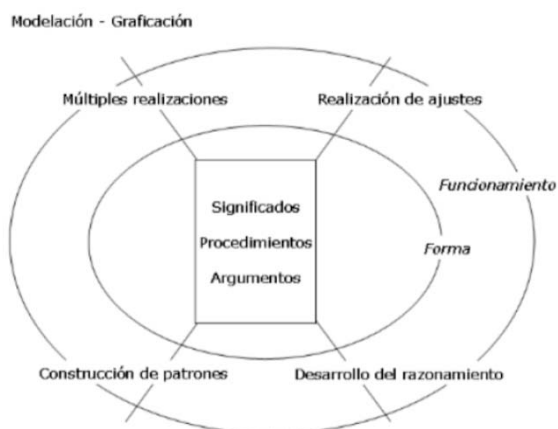 Modelación - Graficación
Múltiples realizaciones
Realización de ajustes
Funcionamiento
Significados
Procedimientos
Forma
Argumentos
Construcción de patrones
Desarrollo del razonamiento